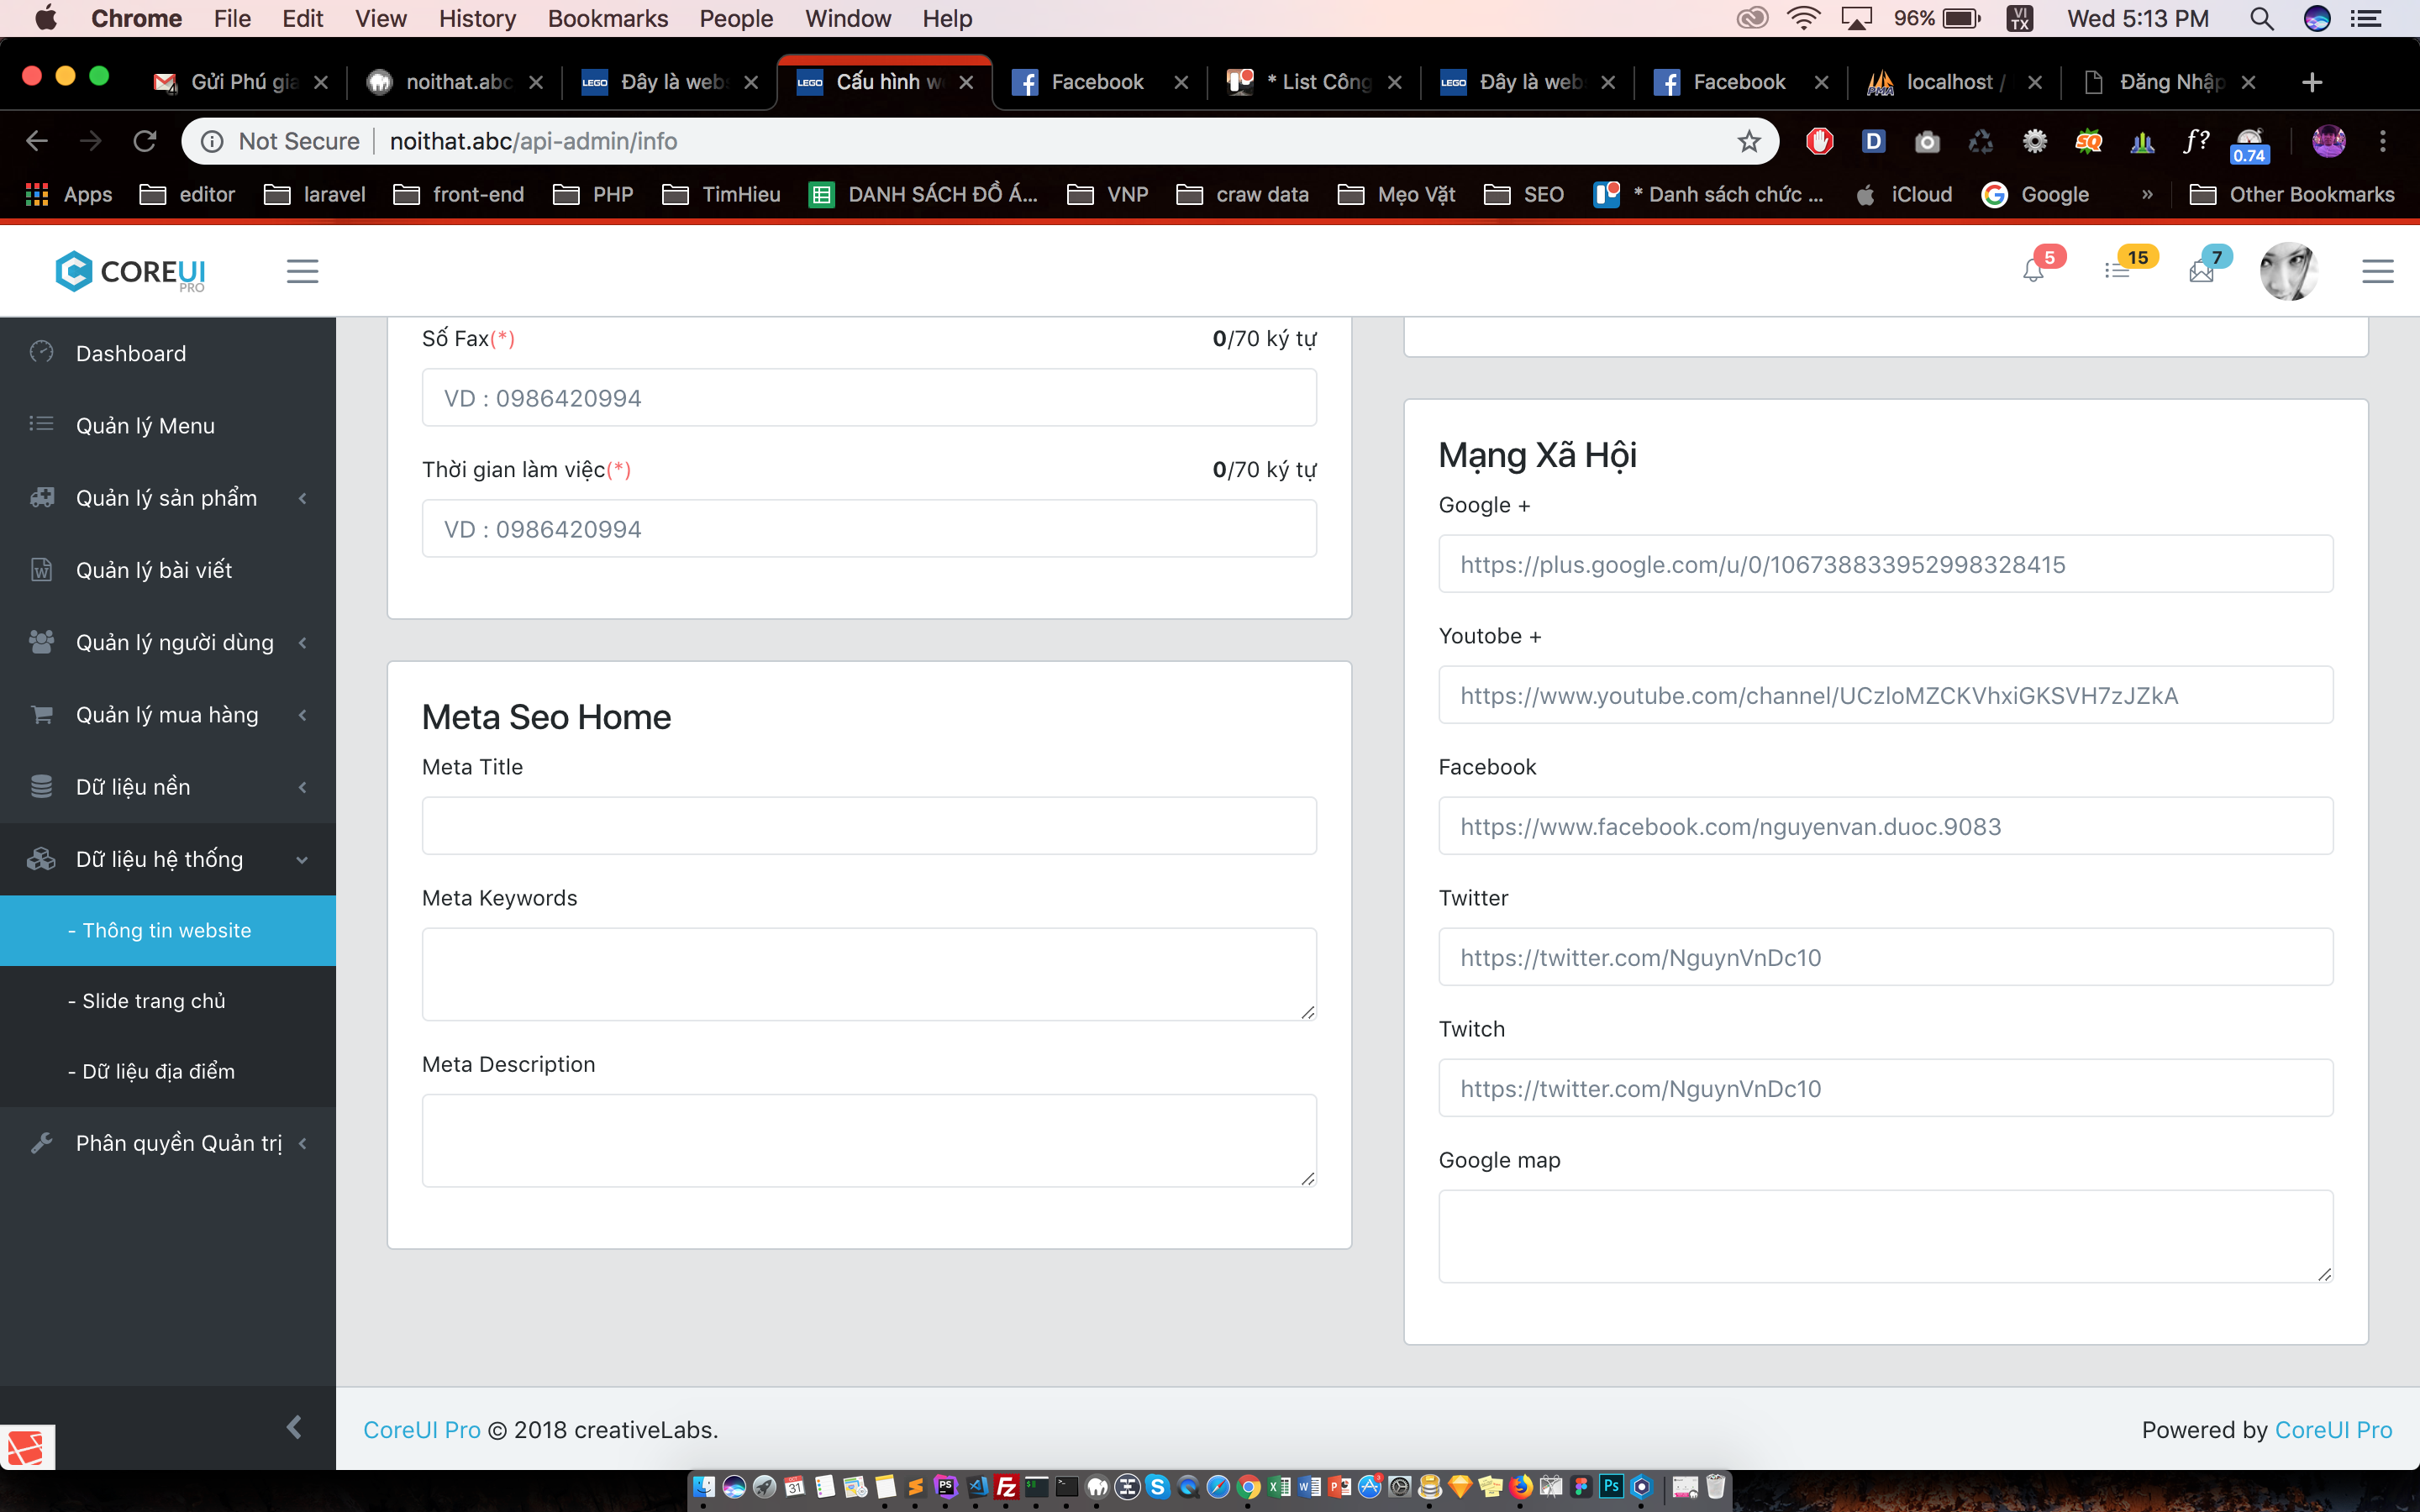 Chrome File Edit View History Bookmarks People Window Help 96% VI TX Wed 5:13 PM
Gửi Phú gia noithat.abc Đây là webs Cấu hình w Facebook * List Công Đây là web Facebook localhost / Đăng Nhập
Not Secure noithat.abc/api-admin/info 0.74
Apps editor laravel front-end PHP TimHieu DANH SÁCH ĐỒ Á... VNP craw data Mẹo Vặt SEO * Danh sách chức ... iCloud Google » Other Bookmarks
COREUI PRO 5 15 7
Dashboard
Quản lý Menu
Quản lý sản phẩm
Quản lý bài viết
Quản lý người dùng
Quản lý mua hàng
Dữ liệu nền
Dữ liệu hệ thống
- Thông tin website
- Slide trang chủ
- Dữ liệu địa điểm
Phân quyền Quản trị
Số Fax(*) 0/70 ký tự
VD : 0986420994
Thời gian làm việc(*) 0/70 ký tự
VD : 0986420994
Meta Seo Home
Meta Title
Meta Keywords
Meta Description
Mạng Xã Hội
Google +
https://plus.google.com/u/0/106738833952998328415
Youtobe +
https://www.youtube.com/channel/UCzloMZCKVhxiGKSVH7zJZkA
Facebook
https://www.facebook.com/nguyenvan.duoc.9083
Twitter
https://twitter.com/NguynVnDc10
Twitch
https://twitter.com/NguynVnDc10
Google map
CoreUI Pro © 2018 creativeLabs. Powered by CoreUI Pro